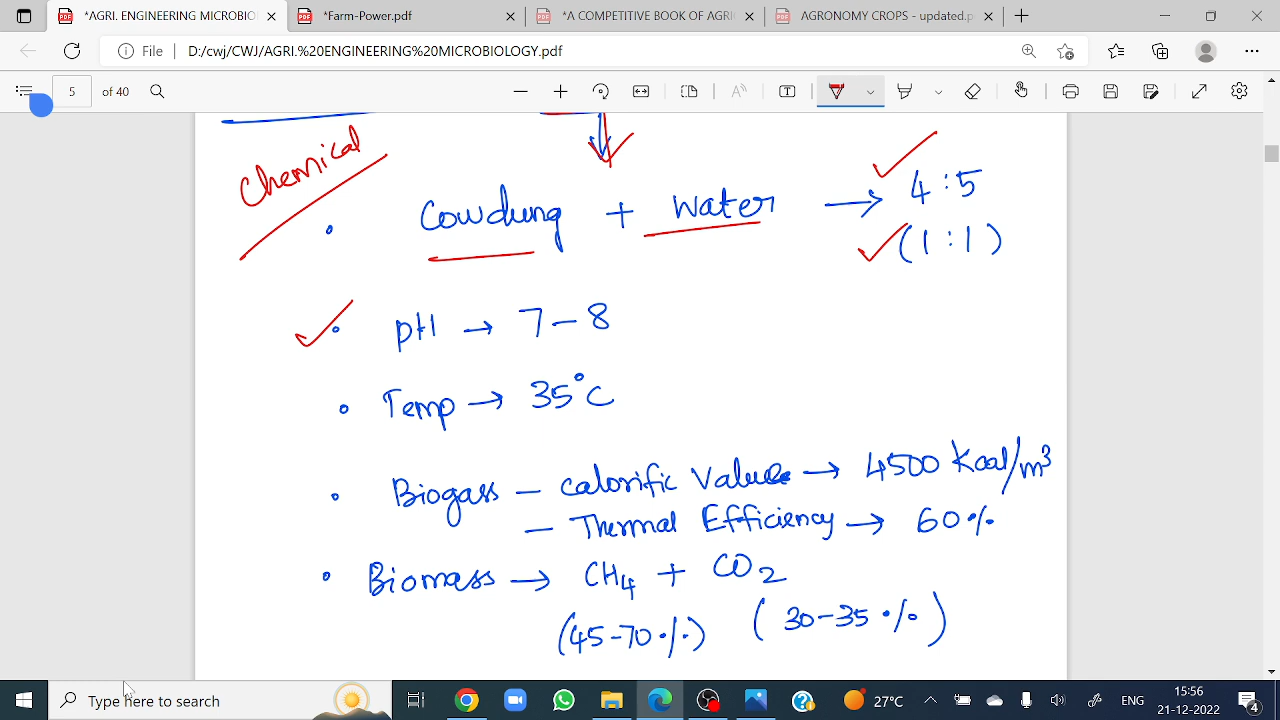 *AGRI. ENGINEERING MICROBIO
*Farm-Power.pdf
*A COMPETITIVE BOOK OF AGRI
AGRONOMY CROPS - updated.p
File D:/cwj/CWJ/AGRI.%20ENGINEERING%20MICROBIOLOGY.pdf
5 of 40
Chemical
• Cowdung + Water → 4:5
(1:1)
• pH → 7-8
• Temp → 35°C
• Biogass - Calorific Value → 4500 Kcal/m³
- Thermal Efficiency → 60%
• Biomass → CH₄ + CO₂
(45-70%) (30-35%)
Type here to search
27°C ENG 15:56
21-12-2022
4